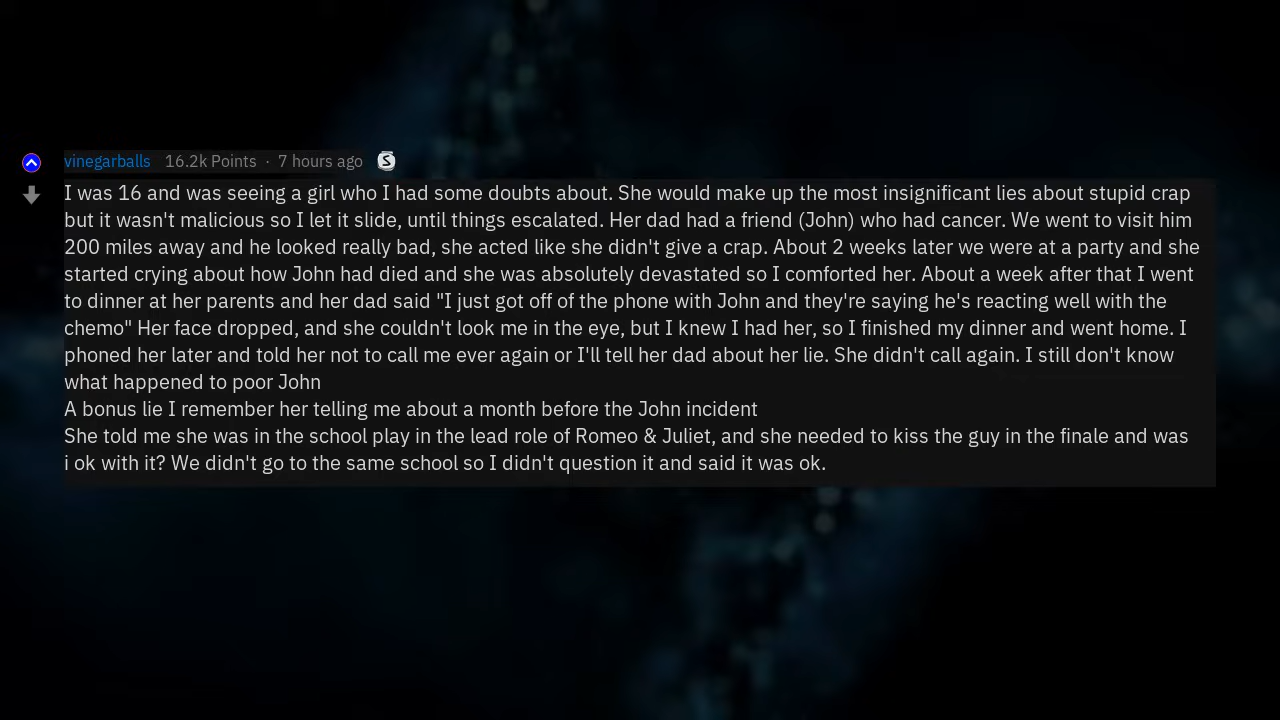 vinegarballs 16.2k Points · 7 hours ago S
I was 16 and was seeing a girl who I had some doubts about. She would make up the most insignificant lies about stupid crap
but it wasn't malicious so I let it slide, until things escalated. Her dad had a friend (John) who had cancer. We went to visit him
200 miles away and he looked really bad, she acted like she didn't give a crap. About 2 weeks later we were at a party and she
started crying about how John had died and she was absolutely devastated so I comforted her. About a week after that I went
to dinner at her parents and her dad said "I just got off of the phone with John and they're saying he's reacting well with the
chemo" Her face dropped, and she couldn't look me in the eye, but I knew I had her, so I finished my dinner and went home. I
phoned her later and told her not to call me ever again or I'll tell her dad about her lie. She didn't call again. I still don't know
what happened to poor John
A bonus lie I remember her telling me about a month before the John incident
She told me she was in the school play in the lead role of Romeo & Juliet, and she needed to kiss the guy in the finale and was
i ok with it? We didn't go to the same school so I didn't question it and said it was ok.